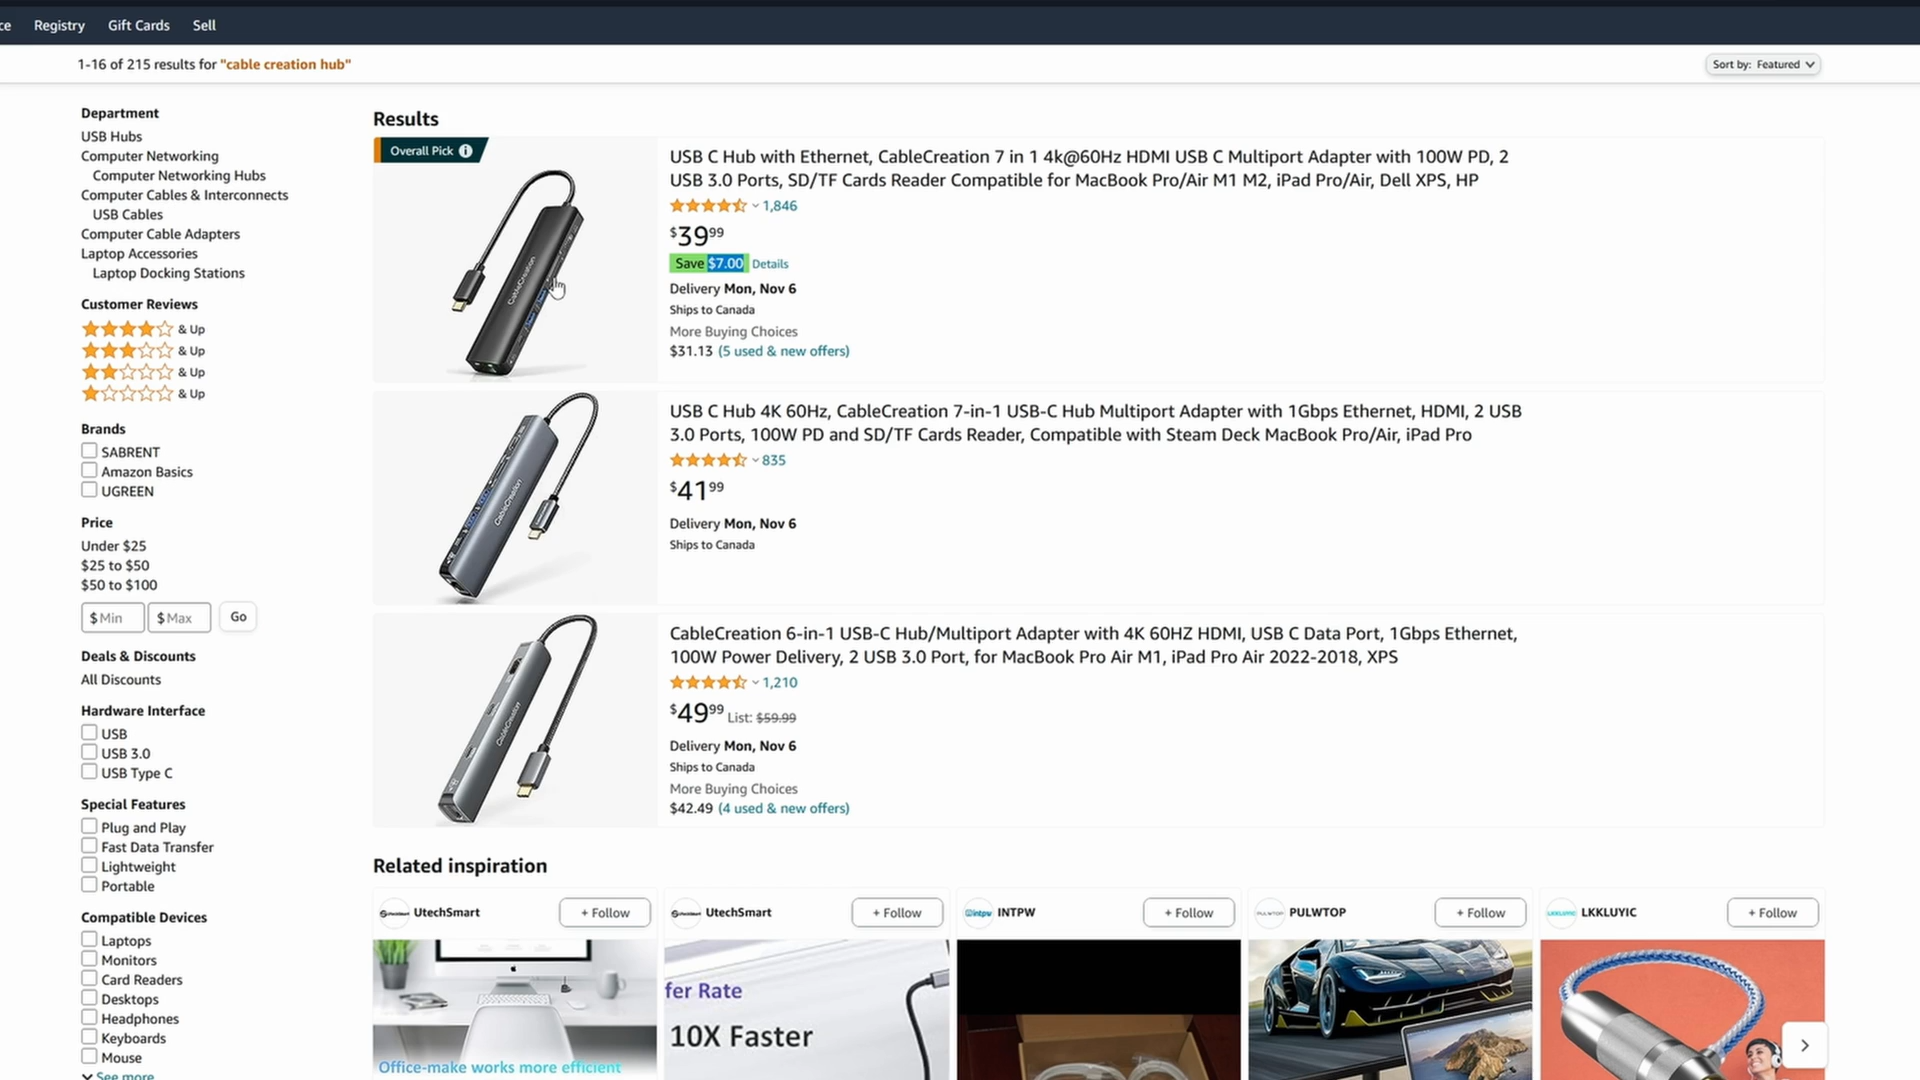 Registry Gift Cards Sell
1-16 of 215 results for "cable creation hub"
Sort by: Featured
Department
USB Hubs
Computer Networking
Computer Networking Hubs
Computer Cables & Interconnects
USB Cables
Computer Cable Adapters
Laptop Accessories
Laptop Docking Stations
Customer Reviews
& Up
& Up
& Up
& Up
Brands
SABRENT
Amazon Basics
UGREEN
Price
Under $25
$25 to $50
$50 to $100
$ Min $ Max Go
Deals & Discounts
All Discounts
Hardware Interface
USB
USB 3.0
USB Type C
Special Features
Plug and Play
Fast Data Transfer
Lightweight
Portable
Compatible Devices
Laptops
Monitors
Card Readers
Desktops
Headphones
Keyboards
Mouse
See more
Results
Overall Pick
CableCreation
USB C Hub with Ethernet, CableCreation 7 in 1 4k@60Hz HDMI USB C Multiport Adapter with 100W PD, 2
USB 3.0 Ports, SD/TF Cards Reader Compatible for MacBook Pro/Air M1 M2, iPad Pro/Air, Dell XPS, HP
1,846
$39 99
Save $7.00 Details
Delivery Mon, Nov 6
Ships to Canada
More Buying Choices
$31.13 (5 used & new offers)
CableCreation
USB C Hub 4K 60Hz, CableCreation 7-in-1 USB-C Hub Multiport Adapter with 1Gbps Ethernet, HDMI, 2 USB
3.0 Ports, 100W PD and SD/TF Cards Reader, Compatible with Steam Deck MacBook Pro/Air, iPad Pro
835
$41 99
Delivery Mon, Nov 6
Ships to Canada
CableCreation
CableCreation 6-in-1 USB-C Hub/Multiport Adapter with 4K 60HZ HDMI, USB C Data Port, 1Gbps Ethernet,
100W Power Delivery, 2 USB 3.0 Port, for MacBook Pro Air M1, iPad Pro Air 2022-2018, XPS
1,210
$49 99 List: $59.99
Delivery Mon, Nov 6
Ships to Canada
More Buying Choices
$42.49 (4 used & new offers)
Related inspiration
UtechSmart + Follow
Office-make works more efficient
UtechSmart + Follow
fer Rate
10X Faster
intpw INTPW + Follow
PULWTOP PULWTOP + Follow
LKKLUYIC LKKLUYIC + Follow